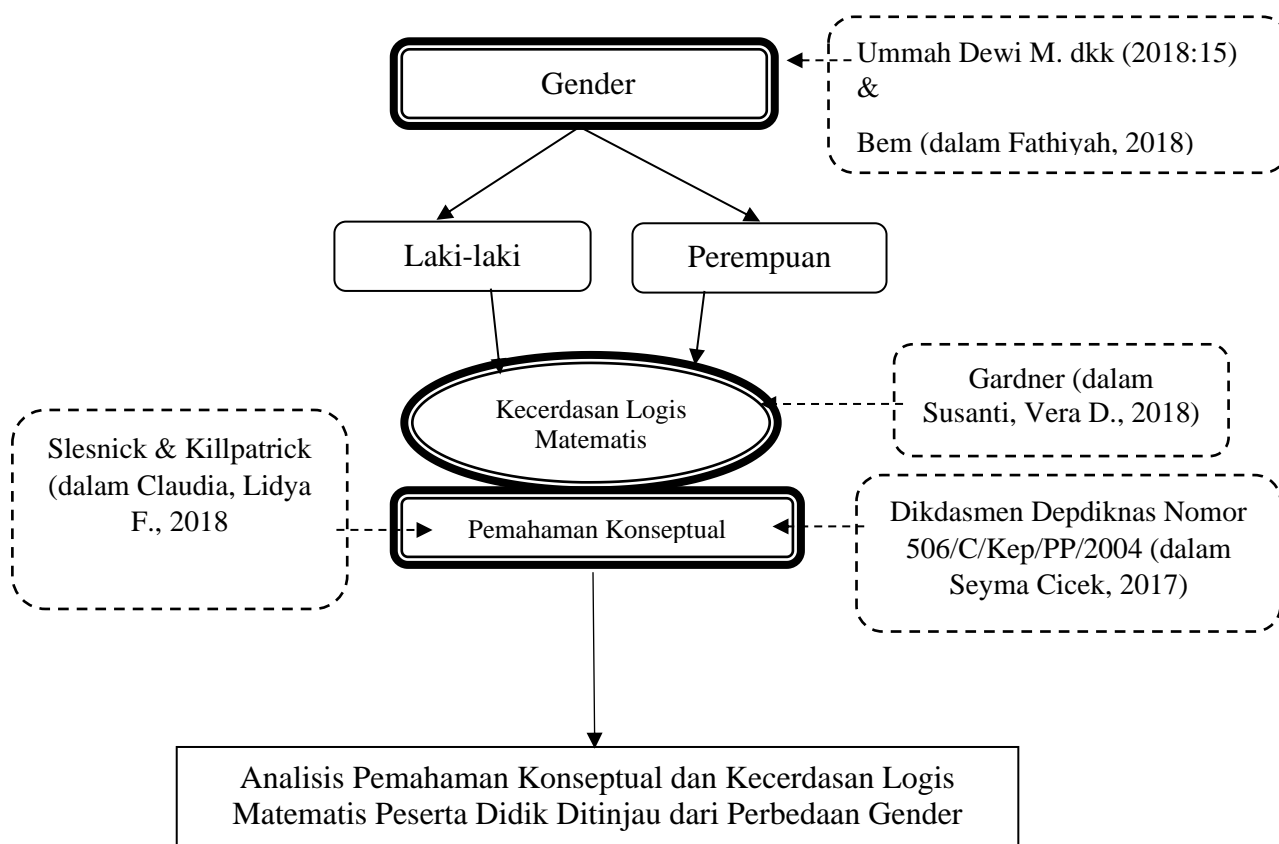 Gender
Ummah Dewi M. dkk (2018:15)
&
Bem (dalam Fathiyah, 2018)
Laki-laki
Perempuan
Kecerdasan Logis
Matematis
Gardner (dalam
Susanti, Vera D., 2018)
Slesnick & Killpatrick
(dalam Claudia, Lidya
F., 2018
Pemahaman Konseptual
Dikdasmen Depdiknas Nomor
506/C/Kep/PP/2004 (dalam
Seyma Cicek, 2017)
Analisis Pemahaman Konseptual dan Kecerdasan Logis
Matematis Peserta Didik Ditinjau dari Perbedaan Gender